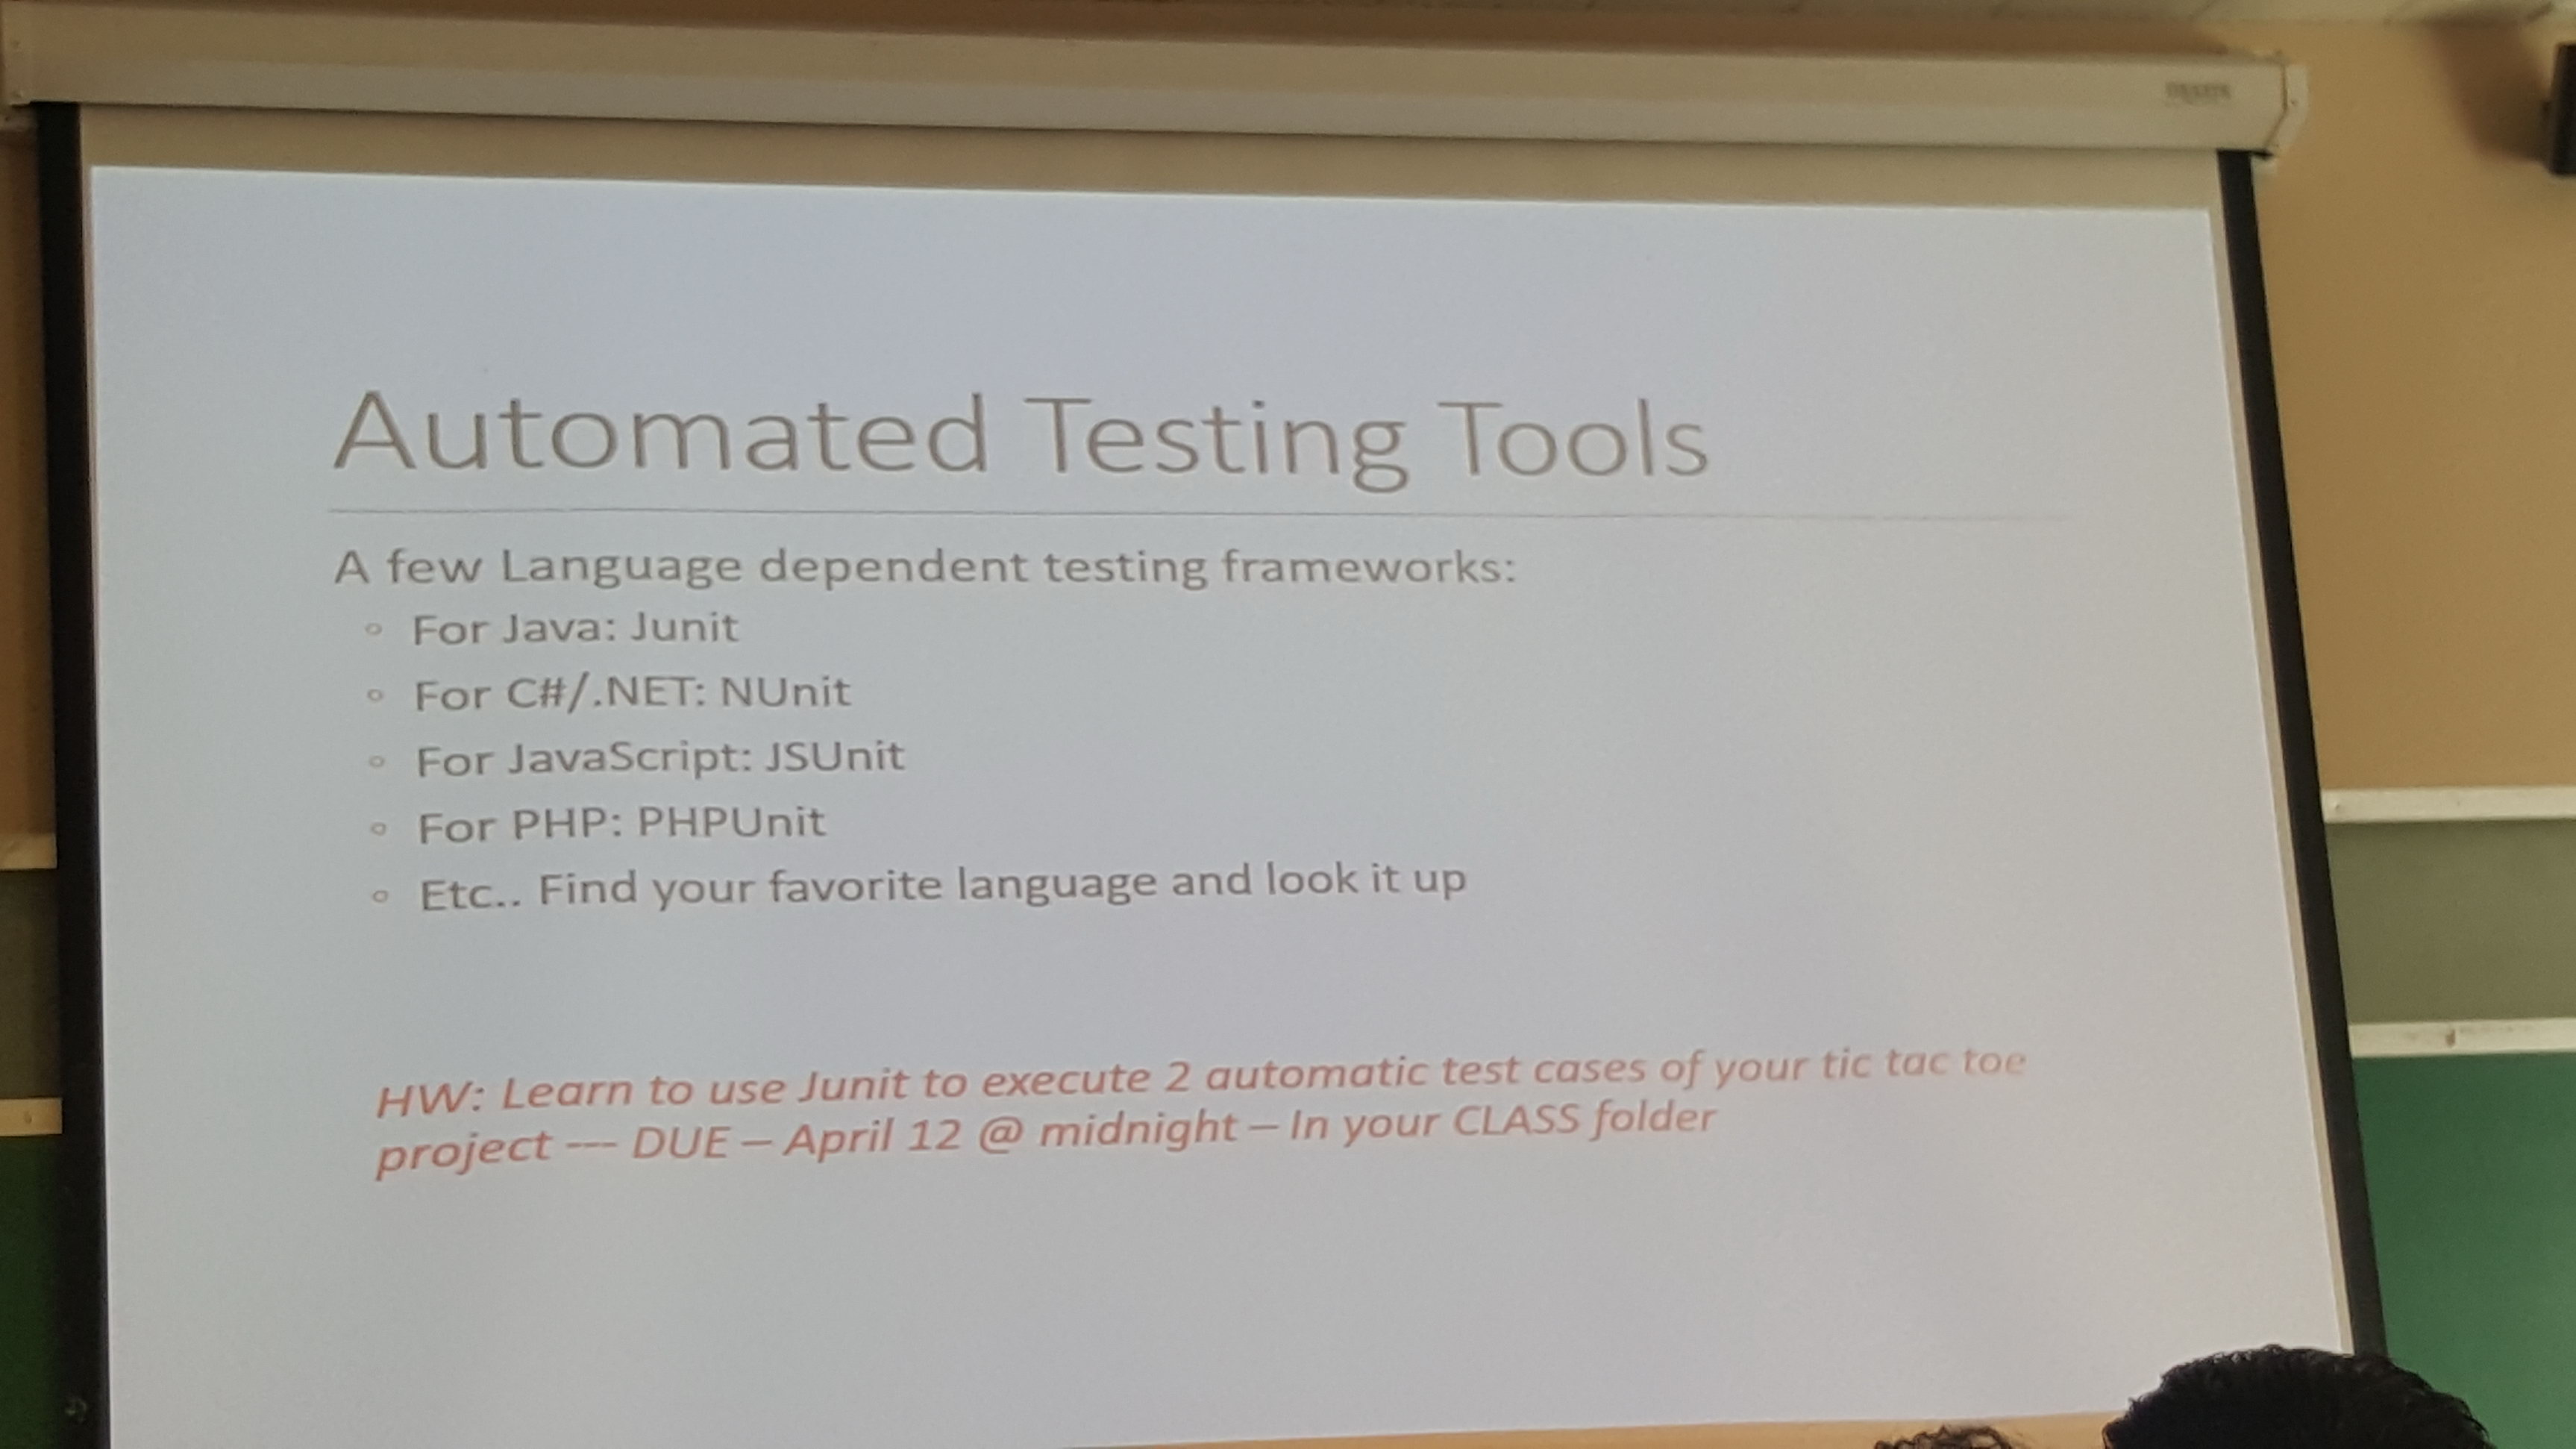 Automated Testing Tools
A few Language dependent testing frameworks:
◦ For Java: Junit
◦ For C#/.NET: NUnit
◦ For JavaScript: JSUnit
◦ For PHP: PHPUnit
◦ Etc.. Find your favorite language and look it up
HW: Learn to use Junit to execute 2 automatic test cases of your tic tac toe
project --- DUE – April 12 @ midnight – In your CLASS folder